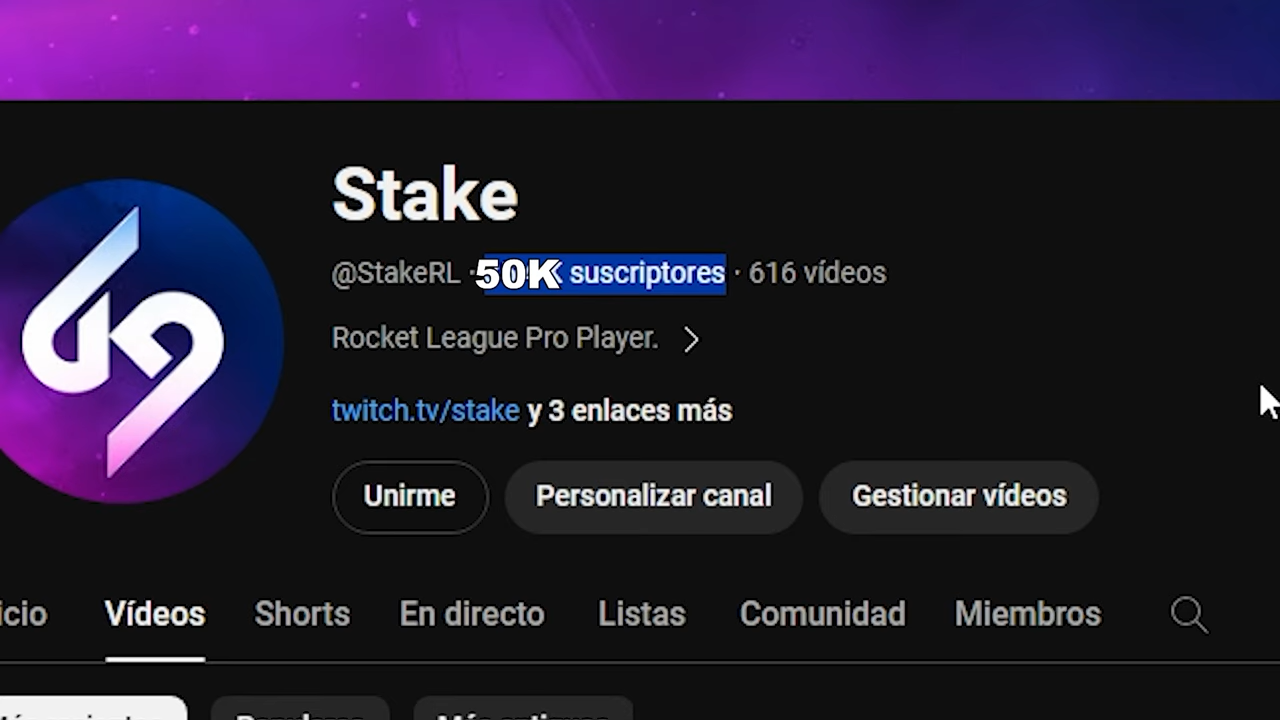 Stake
@StakeRL · 50K suscriptores · 616 vídeos
Rocket League Pro Player.
twitch.tv/stake y 3 enlaces más
Unirme Personalizar canal Gestionar vídeos
icio Vídeos Shorts En directo Listas Comunidad Miembros